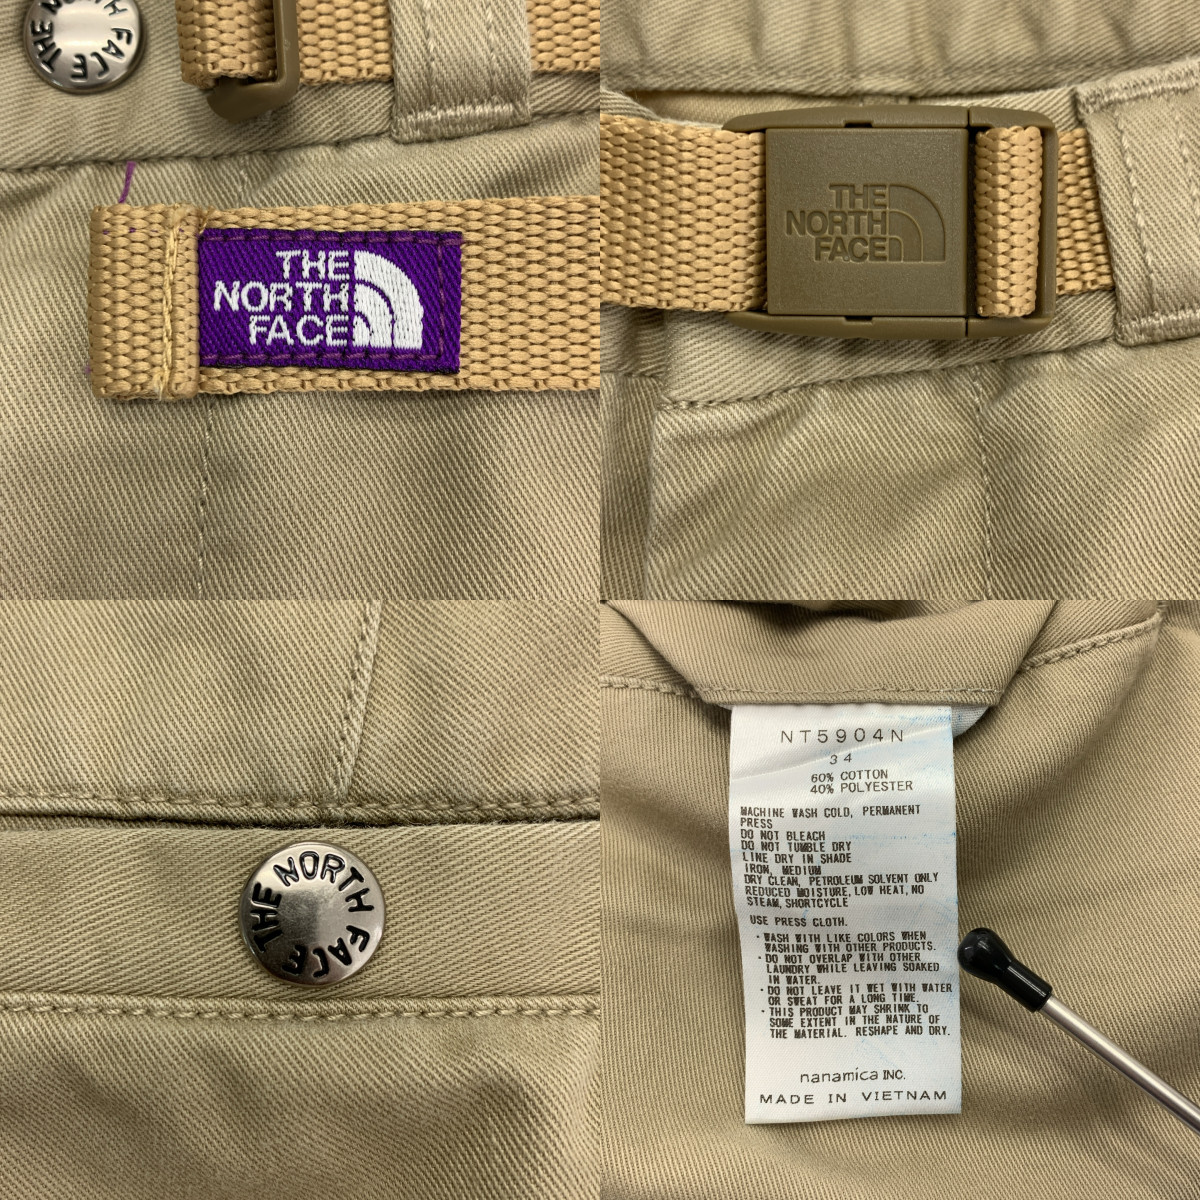 THE NORTH FACE
THE
NORTH
FACE
THE
NORTH
FACE
THE NORTH FACE
NT5904N
34
60% COTTON
40% POLYESTER
MACHINE WASH COLD, PERMANENT
PRESS
DO NOT BLEACH
DO NOT TUMBLE DRY
LINE DRY IN SHADE
IRON, MEDIUM
DRY CLEAN, PETROLEUM SOLVENT ONLY
REDUCED MOISTURE, LOW HEAT, NO
STEAM, SHORTCYCLE
USE PRESS CLOTH.
・WASH WITH LIKE COLORS WHEN
WASHING WITH OTHER PRODUCTS.
・DO NOT OVERLAP WITH OTHER
LAUNDRY WHILE LEAVING SOAKED
IN WATER.
・DO NOT LEAVE IT WET WITH WATER
OR SWEAT FOR A LONG TIME.
・THIS PRODUCT MAY SHRINK TO
SOME EXTENT IN THE NATURE OF
THE MATERIAL. RESHAPE AND DRY.
nanamica INC.
MADE IN VIETNAM